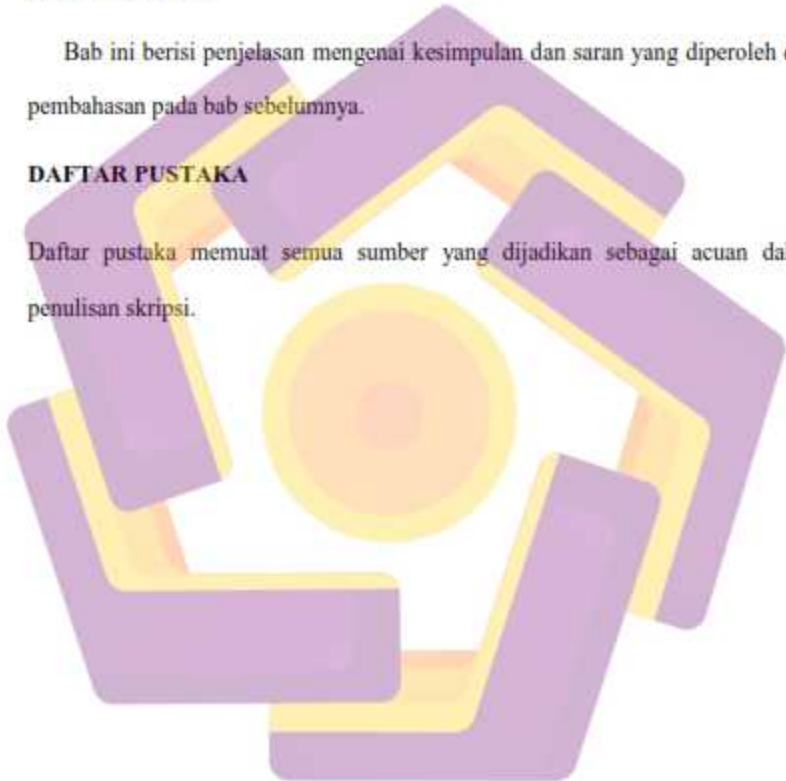 Bab ini berisi penjelasan mengenai kesimpulan dan saran yang diperoleh
pembahasan pada bab sebelumnya.
DAFTAR PUSTAKA
Daftar pustaka memuat semua sumber yang dijadikan sebagai acuan
penulisan skripsi.